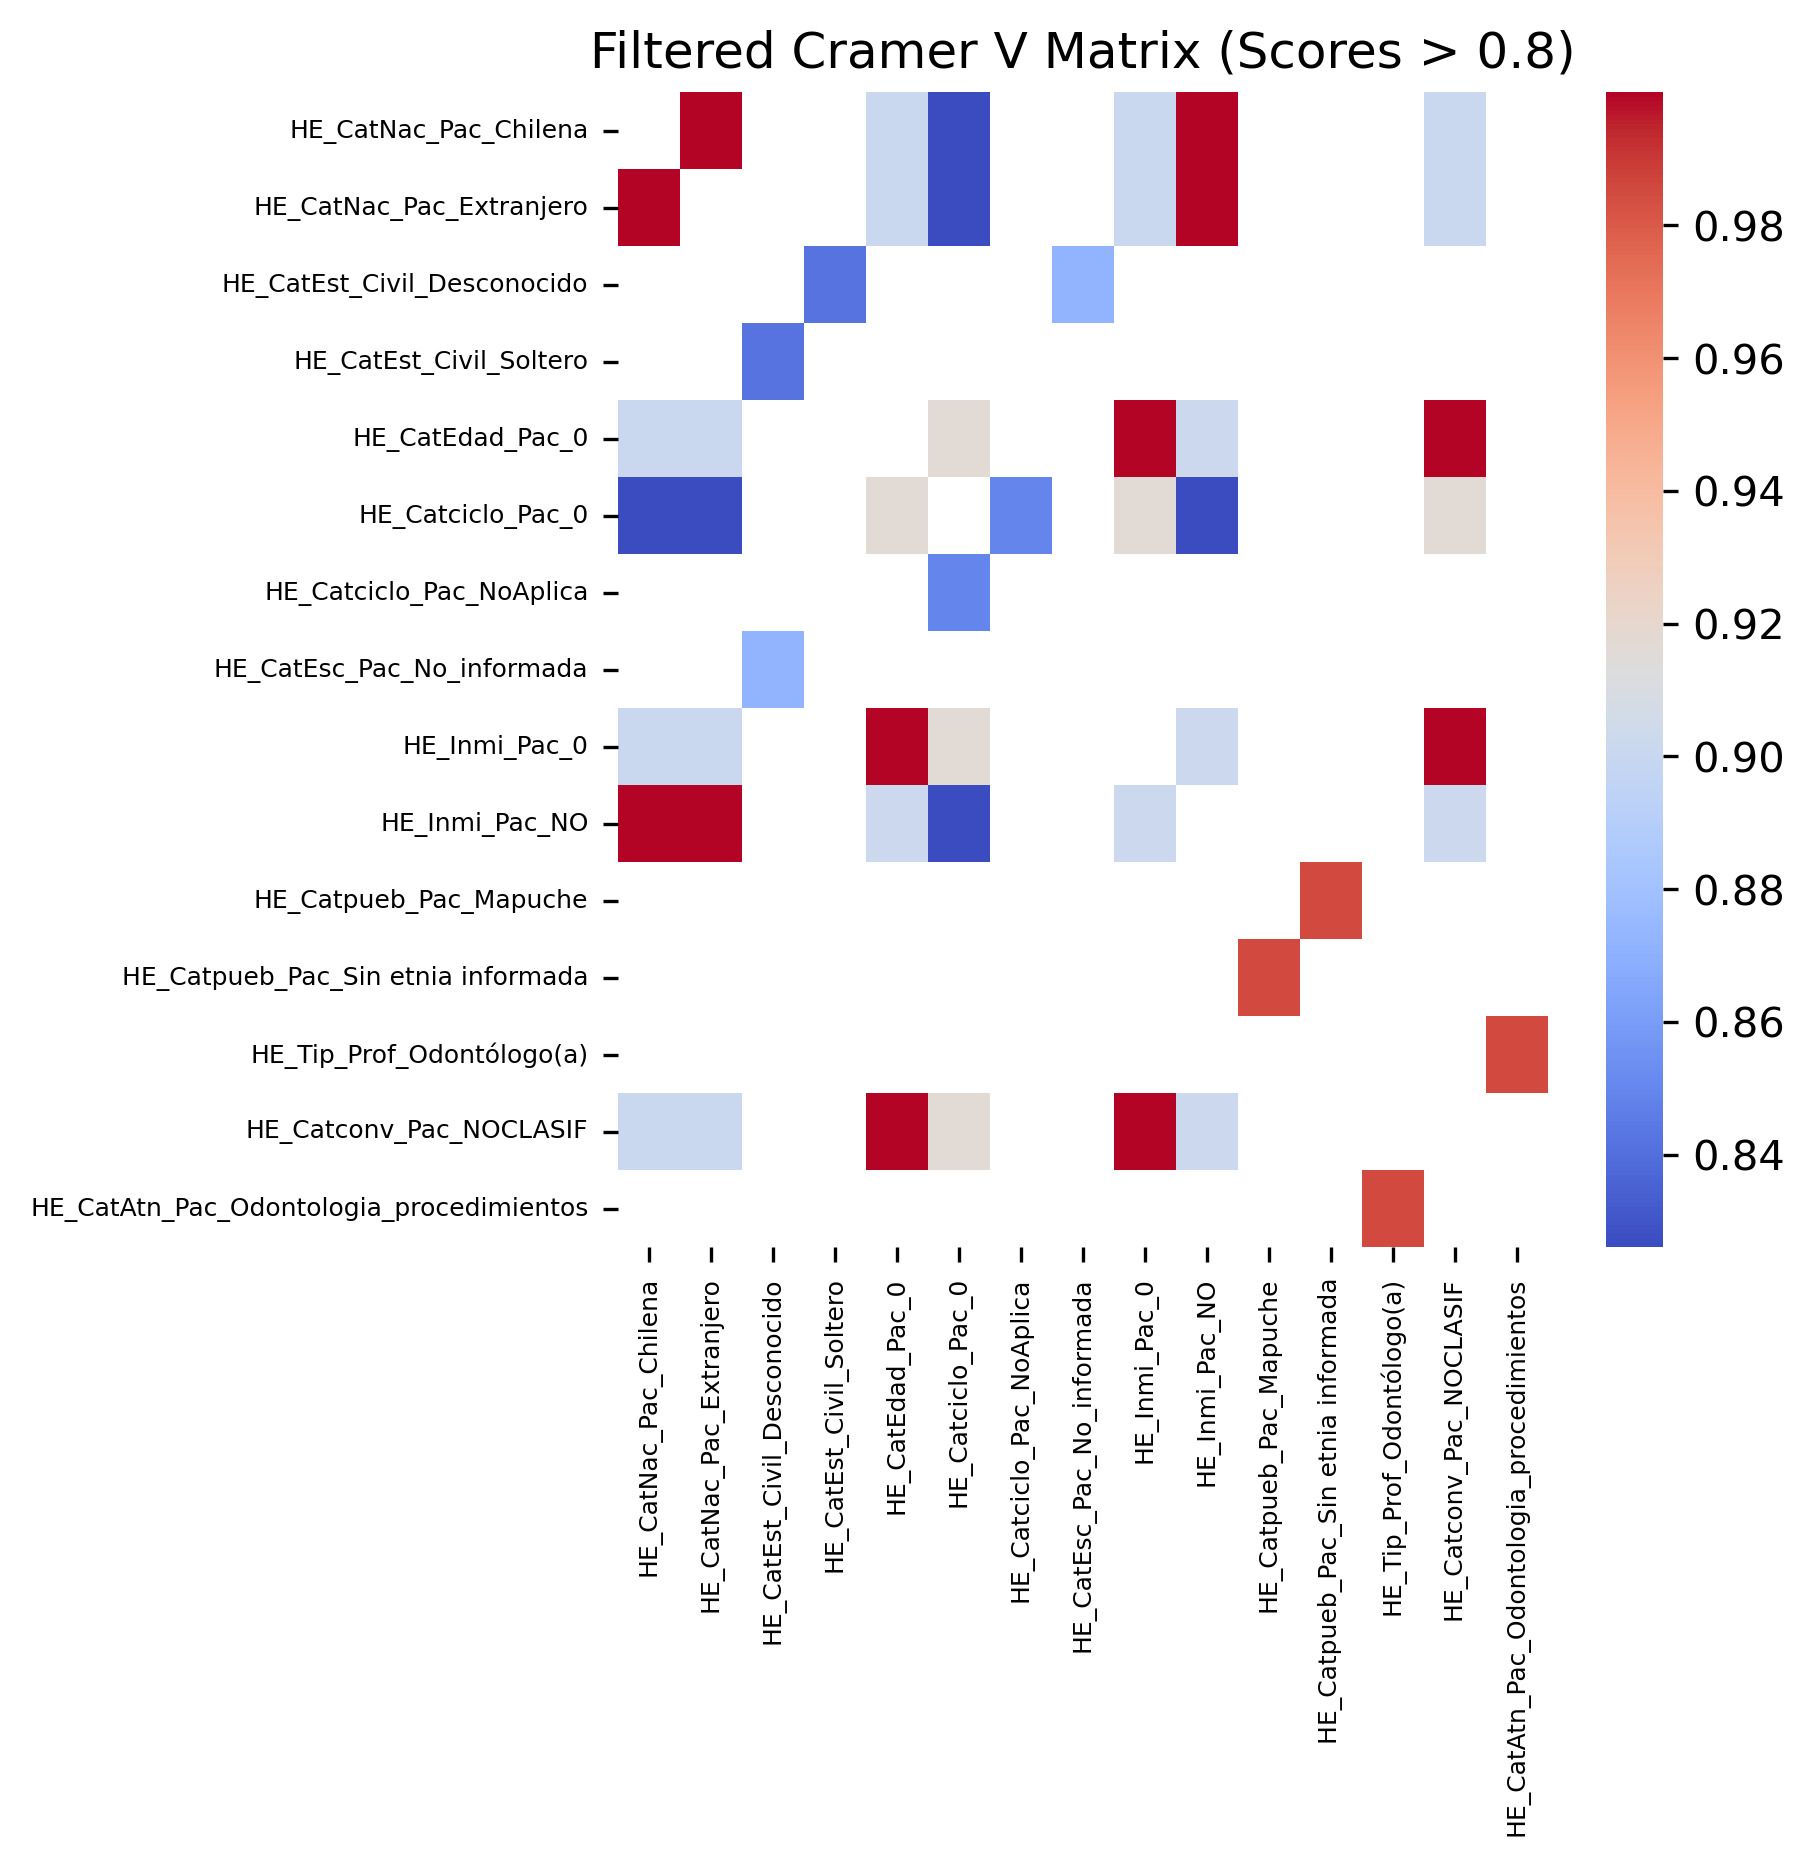 Filtered Cramer V Matrix (Scores > 0.8)
HE_CatNac_Pac_Chilena
HE_CatNac_Pac_Extranjero
HE_CatEst_Civil_Desconocido
HE_CatEst_Civil_Soltero
HE_CatEdad_Pac_0
HE_Catciclo_Pac_0
HE_Catciclo_Pac_NoAplica
HE_CatEsc_Pac_No_informada
HE_Inmi_Pac_0
HE_Inmi_Pac_NO
HE_Catpueb_Pac_Mapuche
HE_Catpueb_Pac_Sin etnia informada
HE_Tip_Prof_Odontólogo(a)
HE_Catconv_Pac_NOCLASIF
HE_CatAtn_Pac_Odontologia_procedimientos
HE_CatNac_Pac_Chilena
HE_CatNac_Pac_Extranjero
HE_CatEst_Civil_Desconocido
HE_CatEst_Civil_Soltero
HE_CatEdad_Pac_0
HE_Catciclo_Pac_0
HE_Catciclo_Pac_NoAplica
HE_CatEsc_Pac_No_informada
HE_Inmi_Pac_0
HE_Inmi_Pac_NO
HE_Catpueb_Pac_Mapuche
HE_Catpueb_Pac_Sin etnia informada
HE_Tip_Prof_Odontólogo(a)
HE_Catconv_Pac_NOCLASIF
HE_CatAtn_Pac_Odontologia_procedimientos
0.98
0.96
0.94
0.92
0.90
0.88
0.86
0.84